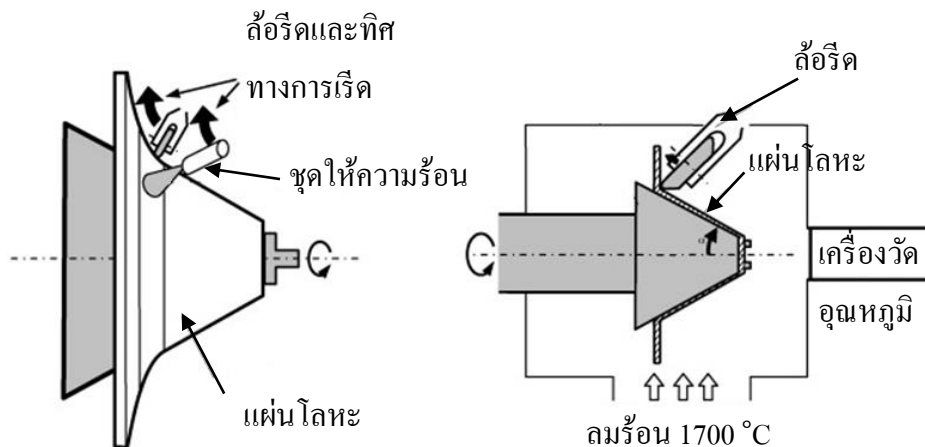 ล้อรีดและทิศ
ทางการเรีด
ชุดให้ความร้อน
แผ่นโลหะ
ล้อรีด
แผ่นโลหะ
α
เครื่องวัด
อุณหภูมิ
ลมร้อน 1700 °C